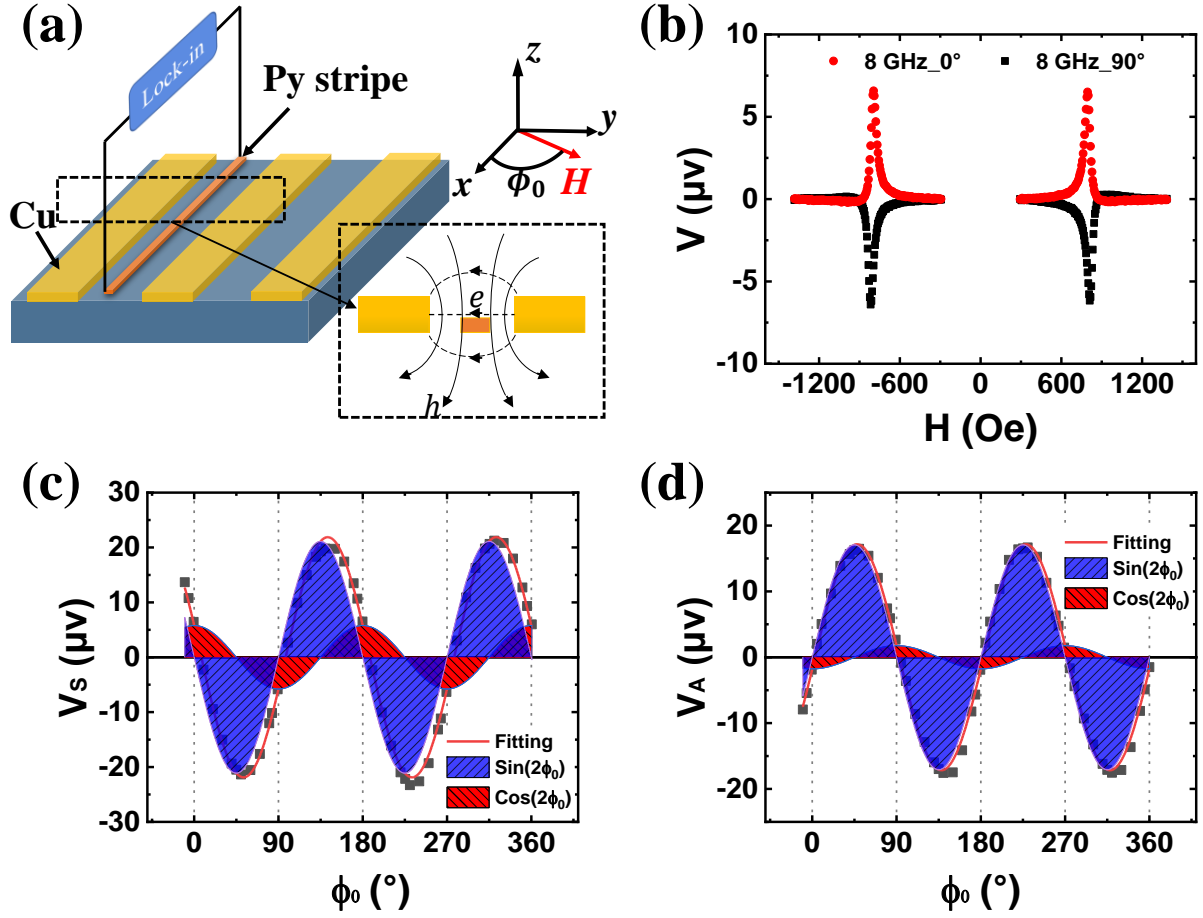 (a)
Lock-in
Py stripe
Cu
z
y
x
ϕ₀
H
e
h
(b)
10
5
0
-5
-10
V (μv)
8 GHz_0°
8 GHz_90°
-1200 -600 0 600 1200
H (Oe)
(c)
30
20
10
0
-10
-20
-30
V_S (μv)
Fitting
Sin(2ϕ₀)
Cos(2ϕ₀)
0 90 180 270 360
ϕ₀ (°)
(d)
20
10
0
-10
-20
V_A (μv)
Fitting
Sin(2ϕ₀)
Cos(2ϕ₀)
0 90 180 270 360
ϕ₀ (°)